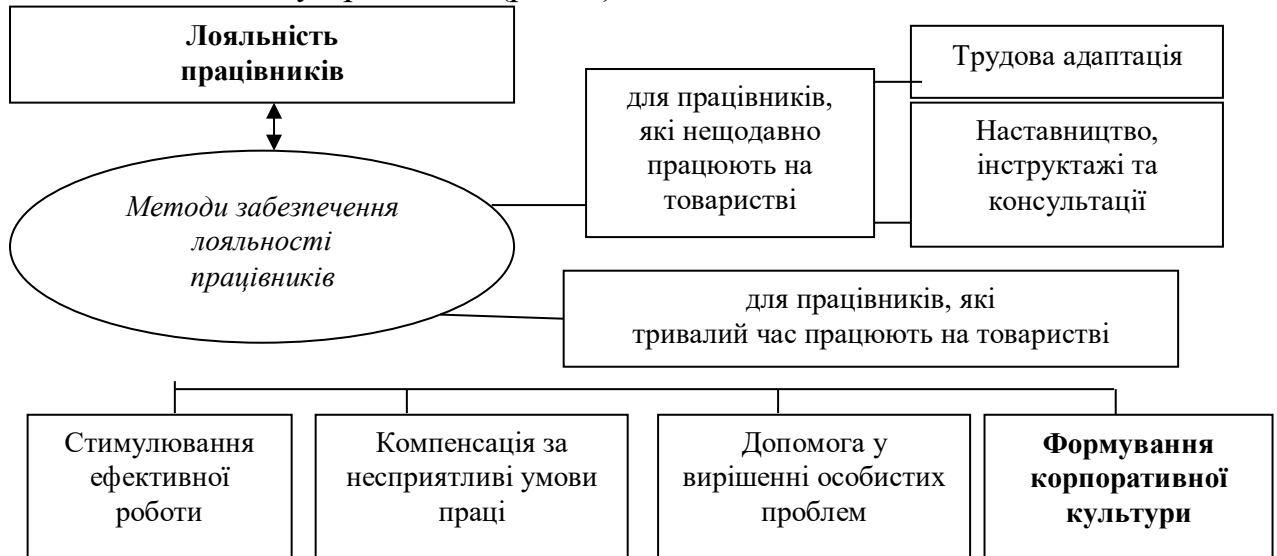 Лояльність
працівників
Методи забезпечення
лояльності
працівників
для працівників,
які нещодавно
працюють на
товаристві
Трудова адаптація
Наставництво,
інструктажі та
консультації
для працівників, які
тривалий час працюють на товаристві
Стимулювання
ефективної
роботи
Компенсація за
несприятливі умови
праці
Допомога у
вирішенні особистих
проблем
Формування
корпоративної
культури